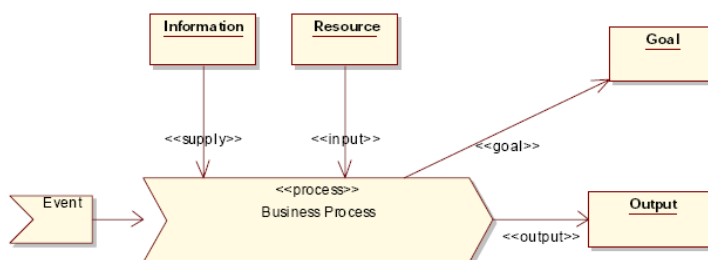 Information
Resource
Goal
<<supply>>
<<input>>
<<goal>>
<<process>>
Event
Business Process
Output
<<output>>